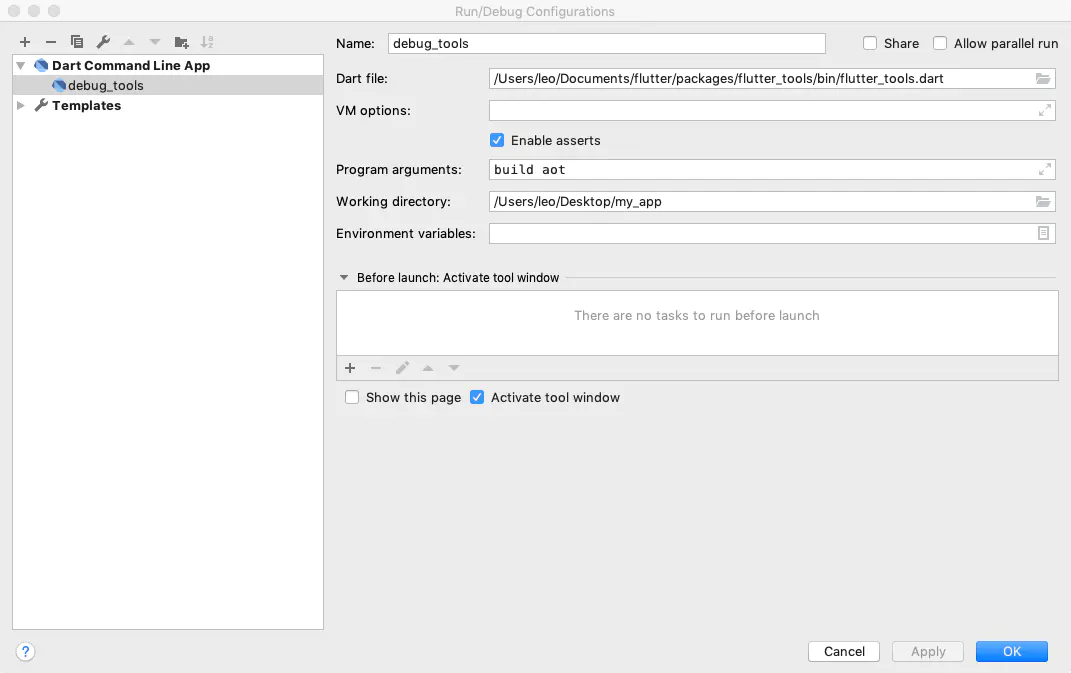 Run/Debug Configurations
Name: debug_tools Share Allow parallel run
Dart Command Line App
debug_tools
Templates
Dart file: /Users/leo/Documents/flutter/packages/flutter_tools/bin/flutter_tools.dart
VM options:
Enable asserts
Program arguments: build aot
Working directory: /Users/leo/Desktop/my_app
Environment variables:
Before launch: Activate tool window
There are no tasks to run before launch
Show this page Activate tool window
? Cancel Apply OK